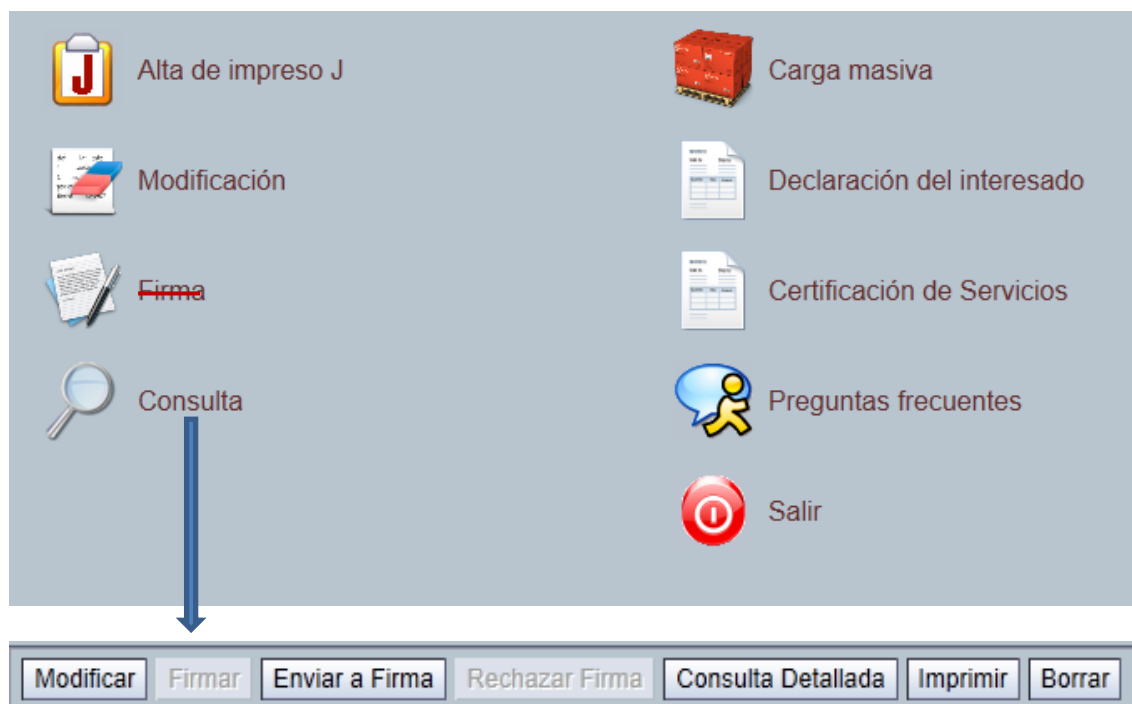 J
Alta de impreso J
Modificación
Firma
Consulta
Carga masiva
Declaración del interesado
Certificación de Servicios
Preguntas frecuentes
Salir
Modificar Firmar Enviar a Firma Rechazar Firma Consulta Detallada Imprimir Borrar